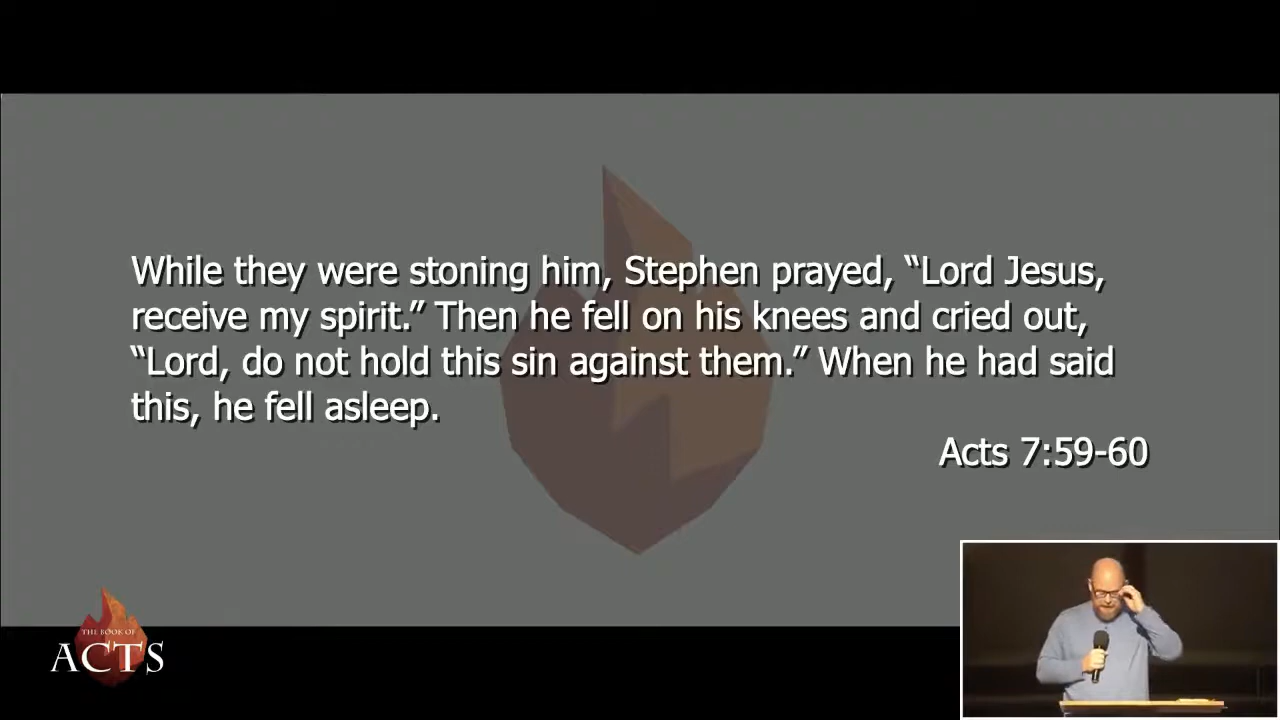 While they were stoning him, Stephen prayed, “Lord Jesus,
receive my spirit.” Then he fell on his knees and cried out,
“Lord, do not hold this sin against them.” When he had said
this, he fell asleep.
Acts 7:59-60
THE BOOK OF
ACTS